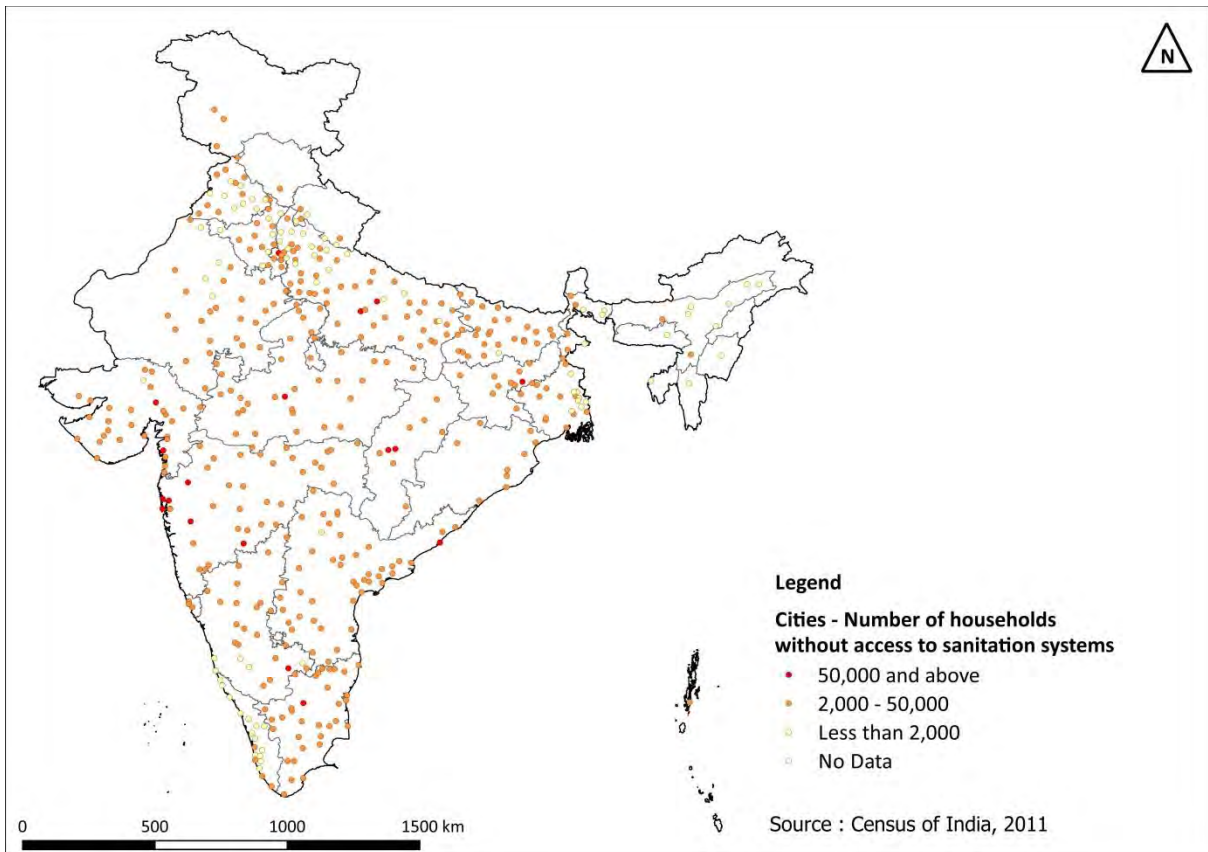 N
Legend
Cities - Number of households
without access to sanitation systems
50,000 and above
2,000 - 50,000
Less than 2,000
No Data
0 500 1000 1500 km
Source : Census of India, 2011